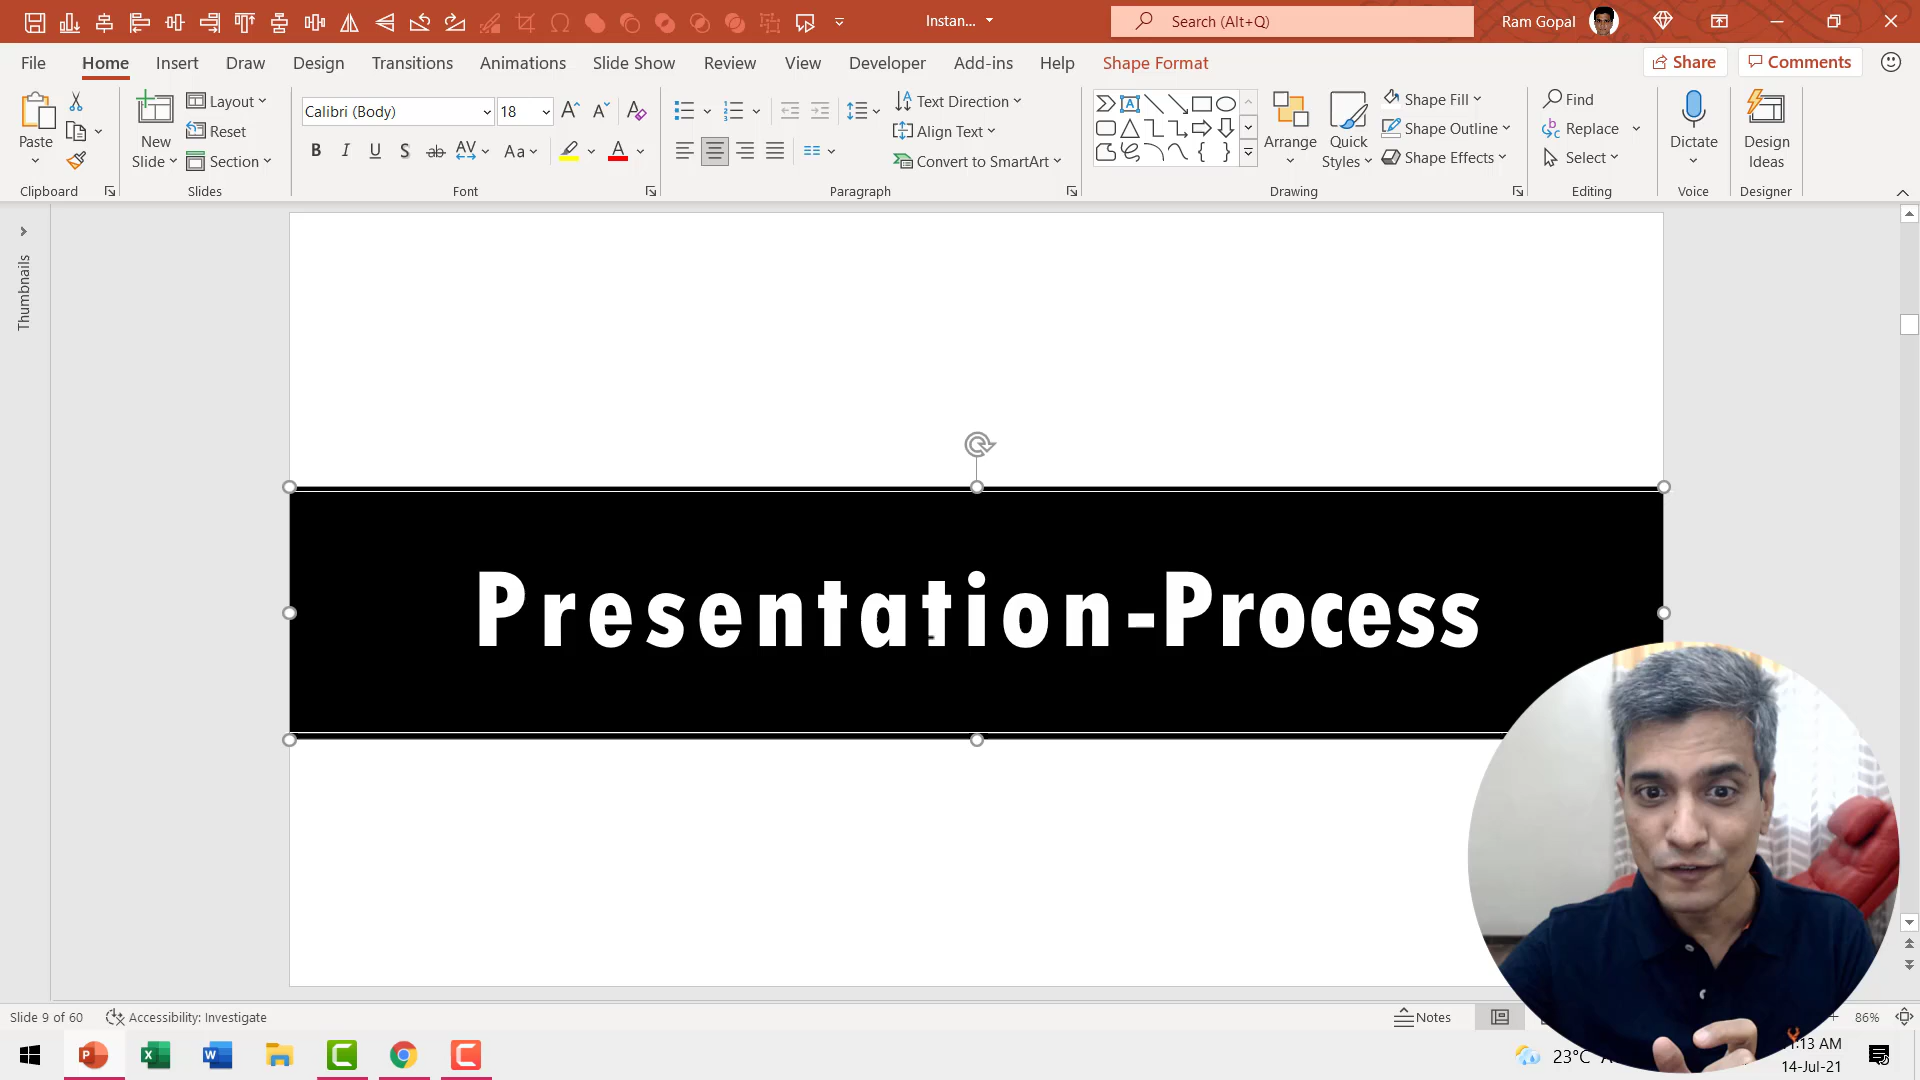 Instan...
Search (Alt+Q)
Ram Gopal
File Home Insert Draw Design Transitions Animations Slide Show Review View Developer Add-ins Help Shape Format
Share Comments
Paste
New Slide
Layout
Reset
Section
Calibri (Body) 18
Text Direction
Align Text
Convert to SmartArt
Arrange
Quick Styles
Shape Fill
Shape Outline
Shape Effects
Find
Replace
Select
Dictate
Design Ideas
Clipboard Slides Font Paragraph Drawing Editing Voice Designer
Thumbnails
Presentation-Process
Slide 9 of 60 Accessibility: Investigate
Notes
86%
23°C
:13 AM
14-Jul-21